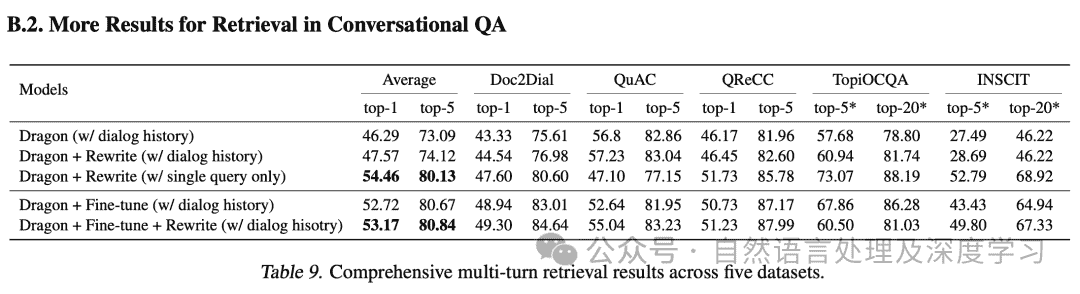 B.2. More Results for Retrieval in Conversational QA
Models Average Doc2Dial QuAC QReCC TopiOCQA INSCIT
top-1 top-5 top-1 top-5 top-1 top-5 top-1 top-5 top-5* top-20* top-5* top-20*
Dragon (w/ dialog history) 46.29 73.09 43.33 75.61 56.8 82.86 46.17 81.96 57.68 78.80 27.49 46.22
Dragon + Rewrite (w/ dialog history) 47.57 74.12 44.54 76.98 57.23 83.04 46.45 82.60 60.94 81.74 28.69 46.22
Dragon + Rewrite (w/ single query only) 54.46 80.13 47.60 80.60 47.10 77.15 51.73 85.78 73.07 88.19 52.79 68.92
Dragon + Fine-tune (w/ dialog history) 52.72 80.67 48.94 83.01 52.64 81.95 50.73 87.17 67.86 86.28 43.43 64.94
Dragon + Fine-tune + Rewrite (w/ dialog hisotry) 53.17 80.84 49.30 84.64 55.04 83.23 51.23 87.99 60.50 81.03 49.80 67.33
公众号 · 自然语言处理及深度学习
Table 9. Comprehensive multi-turn retrieval results across five datasets.